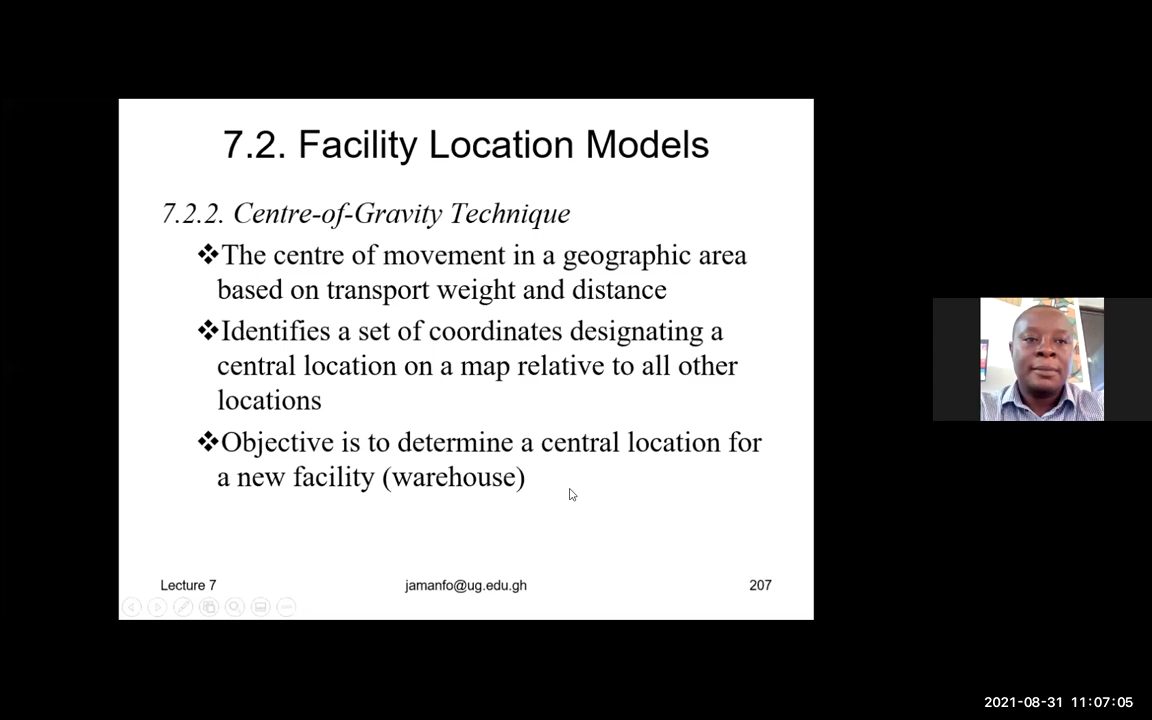 7.2. Facility Location Models
7.2.2. Centre-of-Gravity Technique
❖The centre of movement in a geographic area
based on transport weight and distance
❖Identifies a set of coordinates designating a
central location on a map relative to all other
locations
❖Objective is to determine a central location for
a new facility (warehouse)
Lecture 7
jamanfo@ug.edu.gh
207
2021-08-31 11:07:05